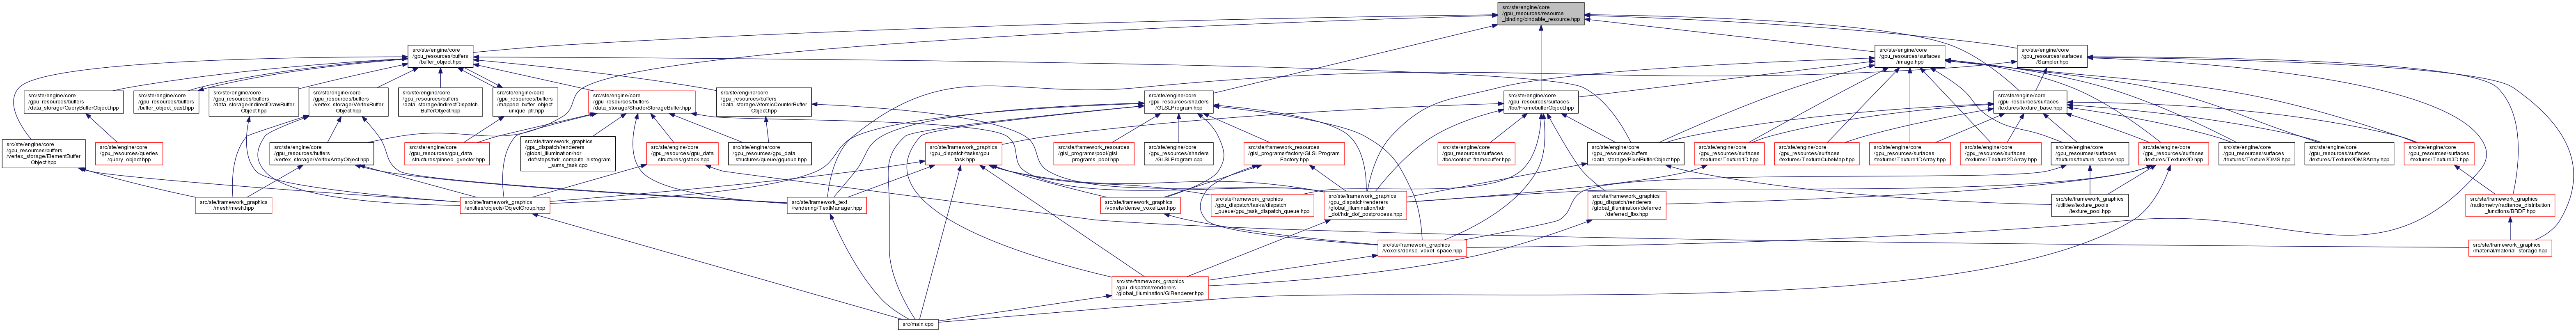 src/ste/engine/core
/gpu_resources/resource
_binding/bindable_resource.hpp
src/ste/engine/core
/gpu_resources/buffers
/buffer_object.hpp
src/ste/engine/core
/gpu_resources/surfaces
/Image.hpp
src/ste/engine/core
/gpu_resources/surfaces
/Sampler.hpp
src/ste/engine/core
/gpu_resources/buffers
/data_storage/QueryBufferObject.hpp
src/ste/engine/core
/gpu_resources/buffers
/buffer_object_cast.hpp
src/ste/engine/core
/gpu_resources/buffers
/data_storage/IndirectDrawBuffer
Object.hpp
src/ste/engine/core
/gpu_resources/buffers
/vertex_storage/VertexBuffer
Object.hpp
src/ste/engine/core
/gpu_resources/buffers
/data_storage/IndirectDispatch
BufferObject.hpp
src/ste/engine/core
/gpu_resources/buffers
/mapped_buffer_object
_unique_ptr.hpp
src/ste/engine/core
/gpu_resources/buffers
/data_storage/ShaderStorageBuffer.hpp
src/ste/engine/core
/gpu_resources/buffers
/data_storage/AtomicCounterBuffer
Object.hpp
src/ste/engine/core
/gpu_resources/shaders
/GLSLProgram.hpp
src/ste/engine/core
/gpu_resources/surfaces
/fbo/FramebufferObject.hpp
src/ste/engine/core
/gpu_resources/surfaces
/textures/texture_base.hpp
src/ste/engine/core
/gpu_resources/buffers
/vertex_storage/ElementBuffer
Object.hpp
src/ste/engine/core
/gpu_resources/queries
/query_object.hpp
src/ste/engine/core
/gpu_resources/buffers
/vertex_storage/VertexArrayObject.hpp
src/ste/engine/core
/gpu_resources/gpu_data
_structures/pinned_gvector.hpp
src/ste/framework_graphics
/gpu_dispatch/renderers
/global_illumination/hdr
_dof/steps/hdr_compute_histogram
_sums_task.cpp
src/ste/engine/core
/gpu_resources/gpu_data
_structures/gstack.hpp
src/ste/engine/core
/gpu_resources/gpu_data
_structures/queue/gqueue.hpp
src/ste/framework_graphics
/gpu_dispatch/tasks/gpu
_task.hpp
src/ste/framework_resources
/glsl_programs/pool/glsl
_programs_pool.hpp
src/ste/engine/core
/gpu_resources/shaders
/GLSLProgram.cpp
src/ste/framework_resources
/glsl_programs/factory/GLSLProgram
Factory.hpp
src/ste/engine/core
/gpu_resources/surfaces
/fbo/context_framebuffer.hpp
src/ste/engine/core
/gpu_resources/buffers
/data_storage/PixelBufferObject.hpp
src/ste/engine/core
/gpu_resources/surfaces
/textures/Texture1D.hpp
src/ste/engine/core
/gpu_resources/surfaces
/textures/TextureCubeMap.hpp
src/ste/engine/core
/gpu_resources/surfaces
/textures/Texture1DArray.hpp
src/ste/engine/core
/gpu_resources/surfaces
/textures/Texture2DArray.hpp
src/ste/engine/core
/gpu_resources/surfaces
/textures/texture_sparse.hpp
src/ste/engine/core
/gpu_resources/surfaces
/textures/Texture2D.hpp
src/ste/engine/core
/gpu_resources/surfaces
/textures/Texture2DMS.hpp
src/ste/engine/core
/gpu_resources/surfaces
/textures/Texture2DMSArray.hpp
src/ste/engine/core
/gpu_resources/surfaces
/textures/Texture3D.hpp
src/ste/framework_graphics
/mesh/mesh.hpp
src/ste/framework_graphics
/entities/objects/ObjectGroup.hpp
src/ste/framework_text
/rendering/TextManager.hpp
src/ste/framework_graphics
/voxels/dense_voxelizer.hpp
src/ste/framework_graphics
/gpu_dispatch/tasks/dispatch
_queue/gpu_task_dispatch_queue.hpp
src/ste/framework_graphics
/gpu_dispatch/renderers
/global_illumination/hdr
_dof/hdr_dof_postprocess.hpp
src/ste/framework_graphics
/gpu_dispatch/renderers
/global_illumination/deferred
/deferred_fbo.hpp
src/ste/framework_graphics
/utilities/texture_pools
/texture_pool.hpp
src/ste/framework_graphics
/radiometry/radiance_distribution
_functions/BRDF.hpp
src/ste/framework_graphics
/voxels/dense_voxel_space.hpp
src/ste/framework_graphics
/material/material_storage.hpp
src/ste/framework_graphics
/gpu_dispatch/renderers
/global_illumination/GIRenderer.hpp
src/main.cpp